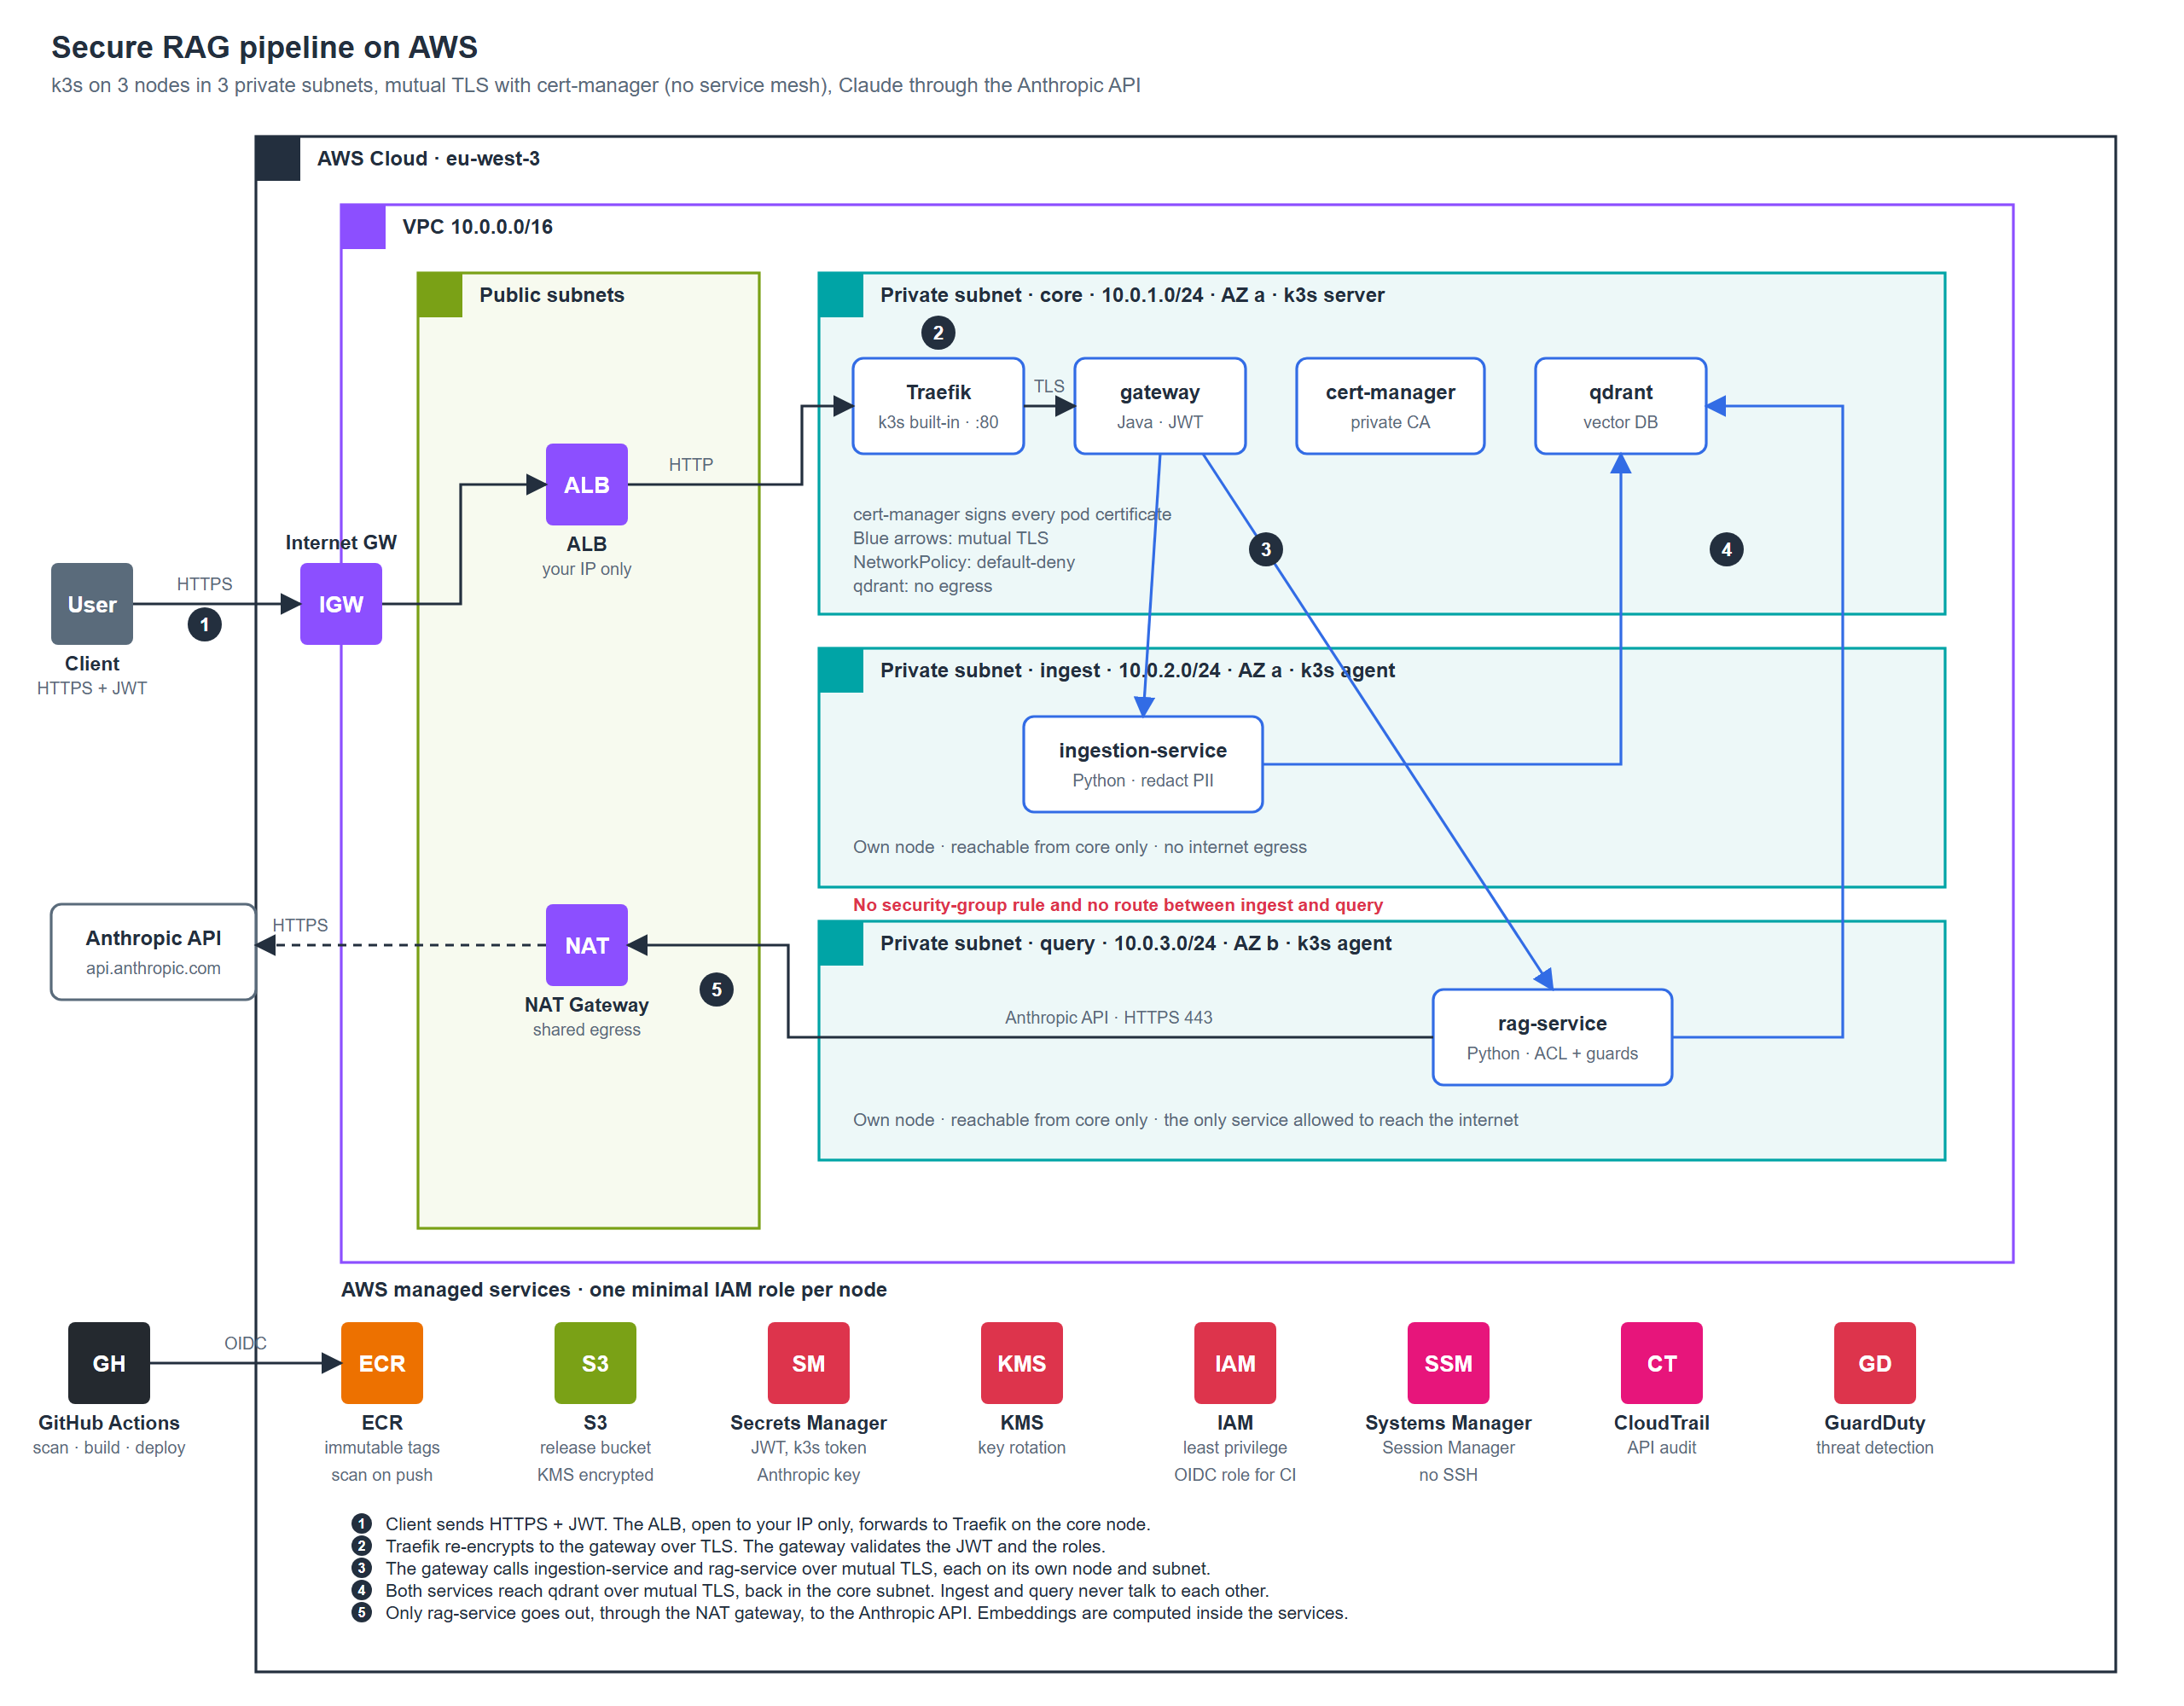 Secure RAG pipeline on AWS
k3s on 3 nodes in 3 private subnets, mutual TLS with cert-manager (no service mesh), Claude through the Anthropic API
AWS Cloud · eu-west-3
VPC 10.0.0.0/16
Public subnets
Private subnet · core · 10.0.1.0/24 · AZ a · k3s server
2
Traefik
k3s built-in · :80
TLS
gateway
Java · JWT
cert-manager
private CA
qdrant
vector DB
ALB
HTTP
ALB
your IP only
cert-manager signs every pod certificate
Blue arrows: mutual TLS
NetworkPolicy: default-deny
qdrant: no egress
3
4
Internet GW
User
HTTPS
1
IGW
Client
HTTPS + JWT
Private subnet · ingest · 10.0.2.0/24 · AZ a · k3s agent
ingestion-service
Python · redact PII
Own node · reachable from core only · no internet egress
No security-group rule and no route between ingest and query
Anthropic API
api.anthropic.com
HTTPS
NAT
NAT Gateway
shared egress
5
Private subnet · query · 10.0.3.0/24 · AZ b · k3s agent
Anthropic API · HTTPS 443
rag-service
Python · ACL + guards
Own node · reachable from core only · the only service allowed to reach the internet
AWS managed services · one minimal IAM role per node
GH
OIDC
ECR
S3
SM
KMS
IAM
SSM
CT
GD
GitHub Actions
scan · build · deploy
ECR
immutable tags
scan on push
S3
release bucket
KMS encrypted
Secrets Manager
JWT, k3s token
Anthropic key
KMS
key rotation
IAM
least privilege
OIDC role for CI
Systems Manager
Session Manager
no SSH
CloudTrail
API audit
GuardDuty
threat detection
1 Client sends HTTPS + JWT. The ALB, open to your IP only, forwards to Traefik on the core node.
2 Traefik re-encrypts to the gateway over TLS. The gateway validates the JWT and the roles.
3 The gateway calls ingestion-service and rag-service over mutual TLS, each on its own node and subnet.
4 Both services reach qdrant over mutual TLS, back in the core subnet. Ingest and query never talk to each other.
5 Only rag-service goes out, through the NAT gateway, to the Anthropic API. Embeddings are computed inside the services.